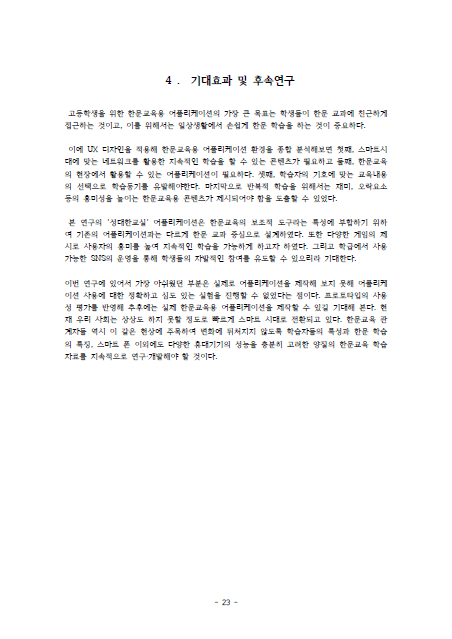 4 . 기대효과 및 후속연구
고등학생을 위한 한문교육용 어플리케이션의 가장 큰 목표는 학생들이 한문 교과에 친근하게
접근하는 것이고, 이를 위해서는 일상생활에서 손쉽게 한문 학습을 하는 것이 중요하다.
이에 UX 디자인을 적용해 한문교육용 어플리케이션 환경을 종합 분석해보면 첫째, 스마트시
대에 맞는 네트워크를 활용한 지속적인 학습을 할 수 있는 콘텐츠가 필요하고 둘째, 한문교육
의 현장에서 활용할 수 있는 어플리케이션이 필요하다. 셋째, 학습자의 기호에 맞는 교육내용
의 선택으로 학습동기를 유발해야한다. 마지막으로 반복적 학습을 위해서는 재미, 오락요소
등의 흥미성을 높이는 한문교육용 콘텐츠가 제시되어야 함을 도출할 수 있었다.
본 연구의 '성대한교실' 어플리케이션은 한문교육의 보조적 도구라는 특성에 부합하기 위하
여 기존의 어플리케이션과는 다르게 한문 교과 중심으로 설계하였다. 또한 다양한 게임의 제
시로 사용자의 흥미를 높여 지속적인 학습을 가능하게 하고자 하였다. 그리고 학급에서 사용
가능한 SNS의 운영을 통해 학생들의 자발적인 참여를 유도할 수 있으리라 기대한다.
이번 연구에 있어서 가장 아쉬웠던 부분은 실제로 어플리케이션을 제작해 보지 못해 어플리케
이션 사용에 대한 정확하고 심도 있는 실험을 진행할 수 없었다는 점이다. 프로토타입의 사용
성 평가를 반영해 추후에는 실제 한문교육용 어플리케이션을 제작할 수 있길 기대해 본다. 현
재 우리 사회는 상상도 하지 못할 정도로 빠르게 스마트 시대로 전환되고 있다. 한문교육 관
계자들 역시 이 같은 현상에 주목하여 변화에 뒤처지지 않도록 학습자들의 특성과 한문 학습
의 특징, 스마트 폰 이외에도 다양한 휴대기기의 성능을 충분히 고려한 양질의 한문교육 학습
자료를 지속적으로 연구·개발해야 할 것이다.
- 23 -